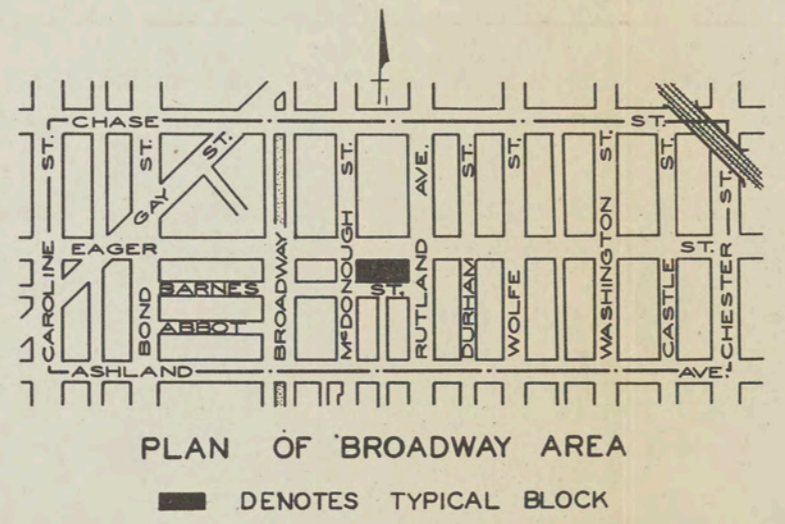 CHASE ST.
CAROLINE ST.
BOND ST.
GAY ST.
BROADWAY
McDONOUGH ST.
RUTLAND AVE.
DURHAM ST.
WOLFE ST.
WASHINGTON ST.
CASTLE ST.
CHESTER ST.
EAGER ST.
BARNES ST.
ABBOT
ASHLAND AVE.
PLAN OF BROADWAY AREA
DENOTES TYPICAL BLOCK